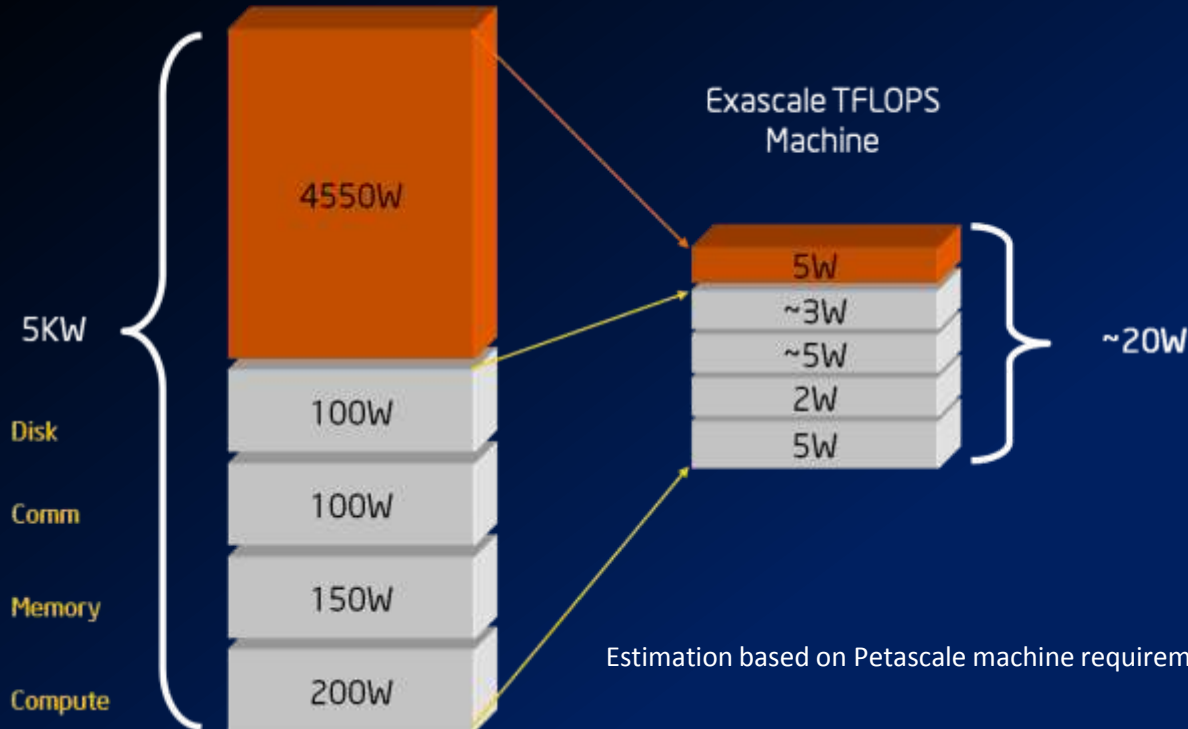 Exascale TFLOPS
Machine
4550W
5KW
Disk
100W
Comm
100W
Memory
150W
Compute
200W
5W
~3W
~5W
2W
5W
~20W
Estimation based on Petascale machine